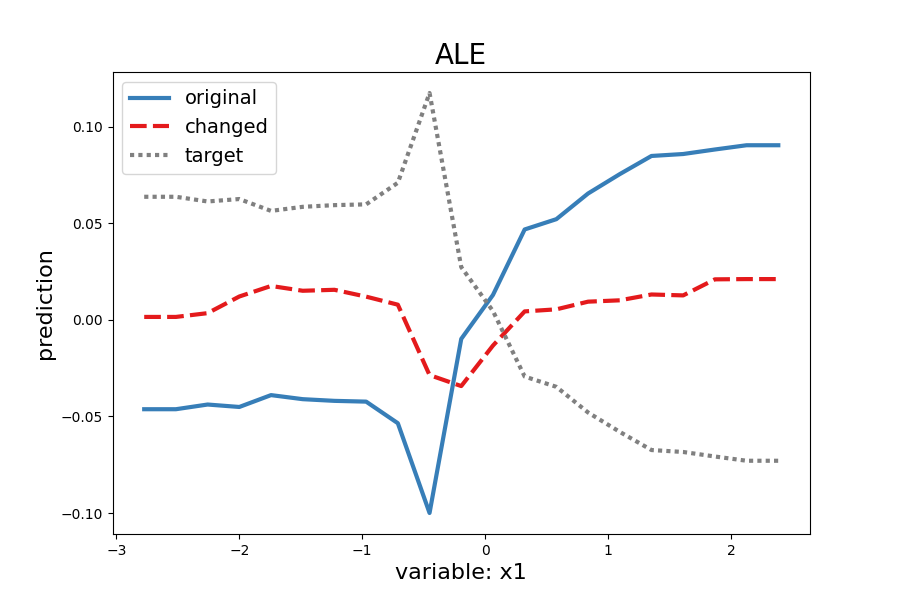 ALE
original
changed
target
prediction
0.10
0.05
0.00
−0.05
−0.10
−3
−2
−1
0
1
2
variable: x1